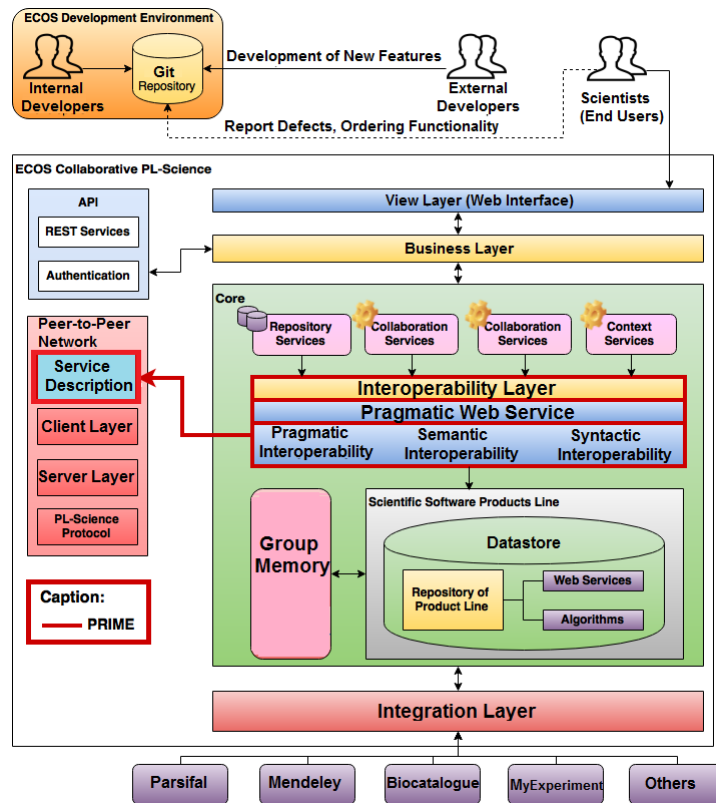 ECOS Development Environment
Internal
Developers
Git
Repository
Development of New Features
External
Developers
Scientists
(End Users)
Report Defects, Ordering Functionality
ECOS Collaborative PL-Science
API
REST Services
Authentication
View Layer (Web Interface)
Business Layer
Core
Repository
Services
Collaboration
Services
Collaboration
Services
Context
Services
Peer-to-Peer
Network
Service
Description
Client Layer
Server Layer
PL-Science
Protocol
Interoperability Layer
Pragmatic Web Service
Pragmatic
Interoperability
Semantic
Interoperability
Syntactic
Interoperability
Group
Memory
Scientific Software Products Line
Datastore
Repository of
Product Line
Web Services
Algorithms
Caption:
PRIME
Integration Layer
Parsifal
Mendeley
Biocatalogue
MyExperiment
Others